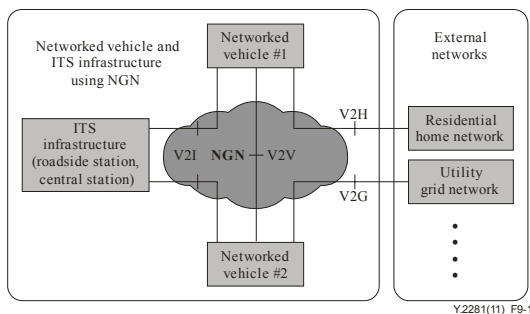 Networked vehicle and
ITS infrastructure
using NGN
Networked
vehicle #1
External
networks
ITS
infrastructure
(roadside station,
central station)
V2I
NGN
V2V
V2H
V2G
Residential
home network
Utility
grid network
Networked
vehicle #2
Y.2281(11)_F9-1